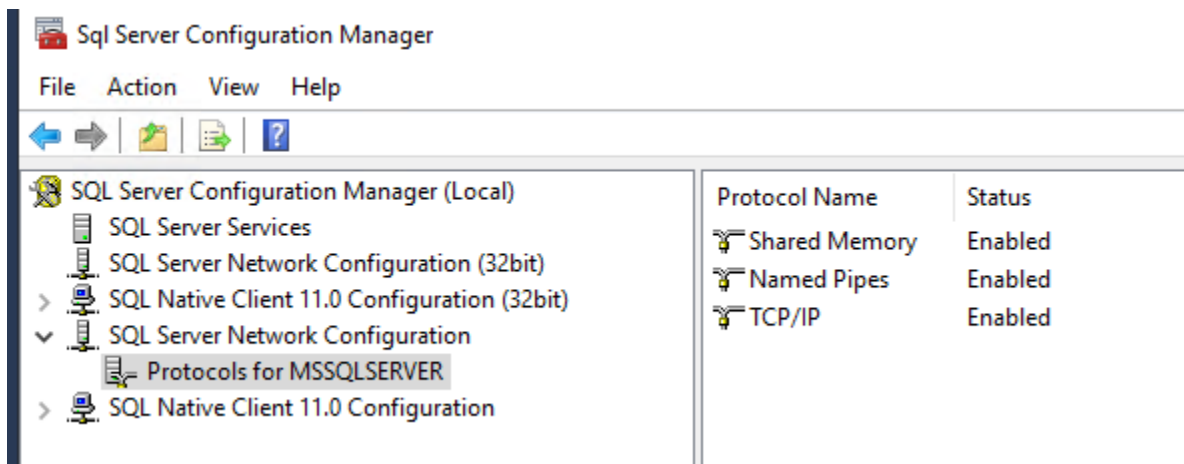 Sql Server Configuration Manager
File Action View Help
SQL Server Configuration Manager (Local)
SQL Server Services
SQL Server Network Configuration (32bit)
SQL Native Client 11.0 Configuration (32bit)
SQL Server Network Configuration
Protocols for MSSQLSERVER
SQL Native Client 11.0 Configuration
Protocol Name Status
Shared Memory Enabled
Named Pipes Enabled
TCP/IP Enabled